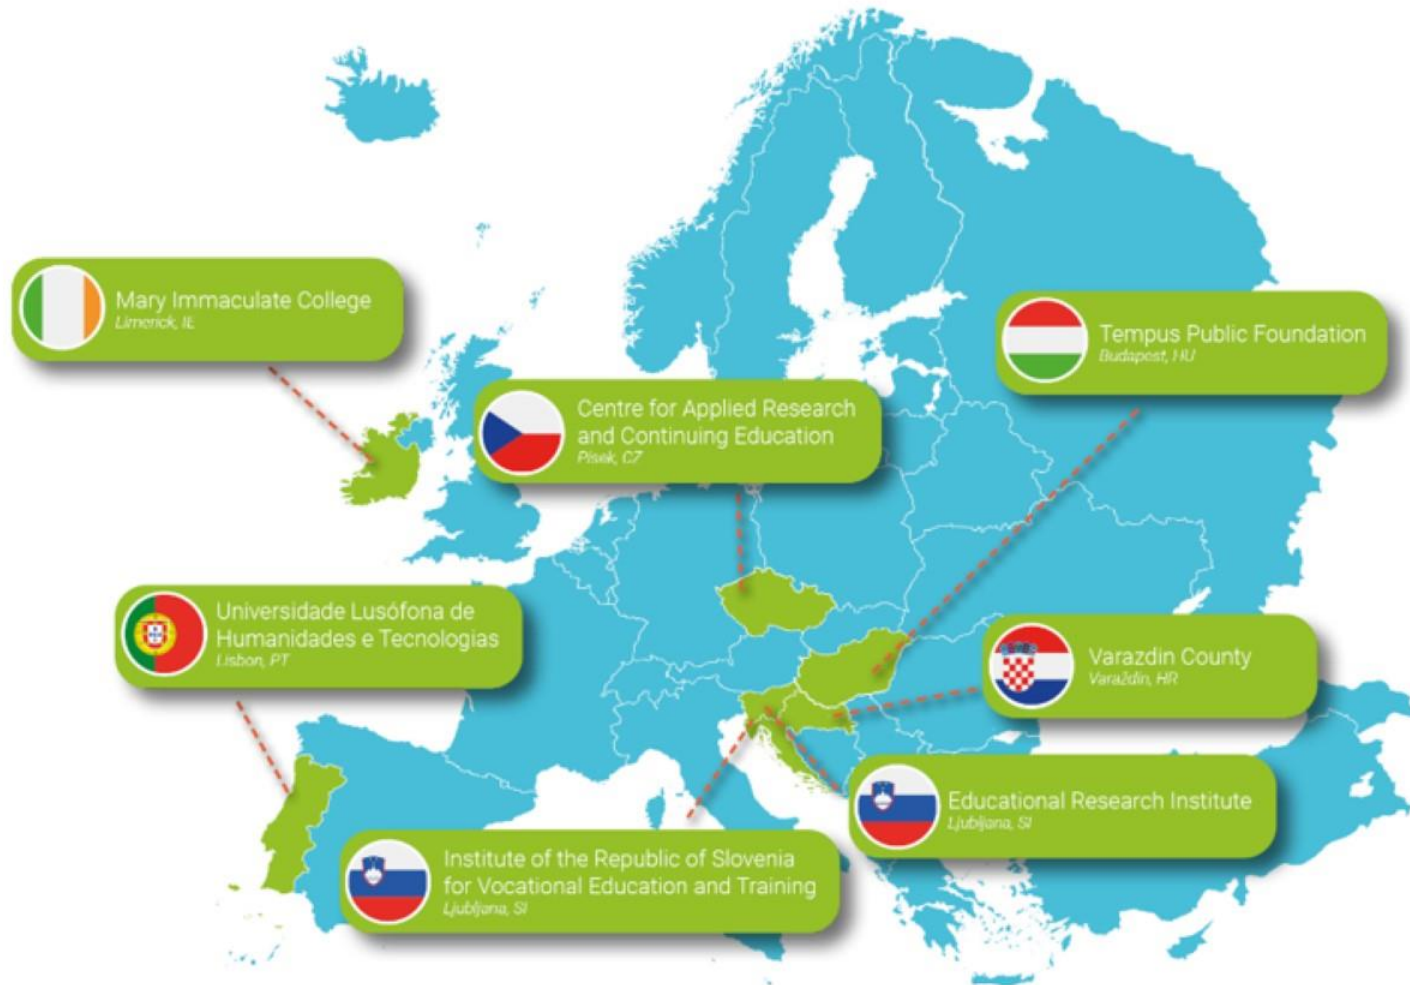 Mary Immaculate College
Limerick, IE
Tempus Public Foundation
Budapest, HU
Centre for Applied Research
and Continuing Education
Písek, CZ
Universidade Lusófona de
Humanidades e Tecnologias
Lisbon, PT
Varazdin County
Varaždin, HR
Educational Research Institute
Ljubljana, SI
Institute of the Republic of Slovenia
for Vocational Education and Training
Ljubljana, SI